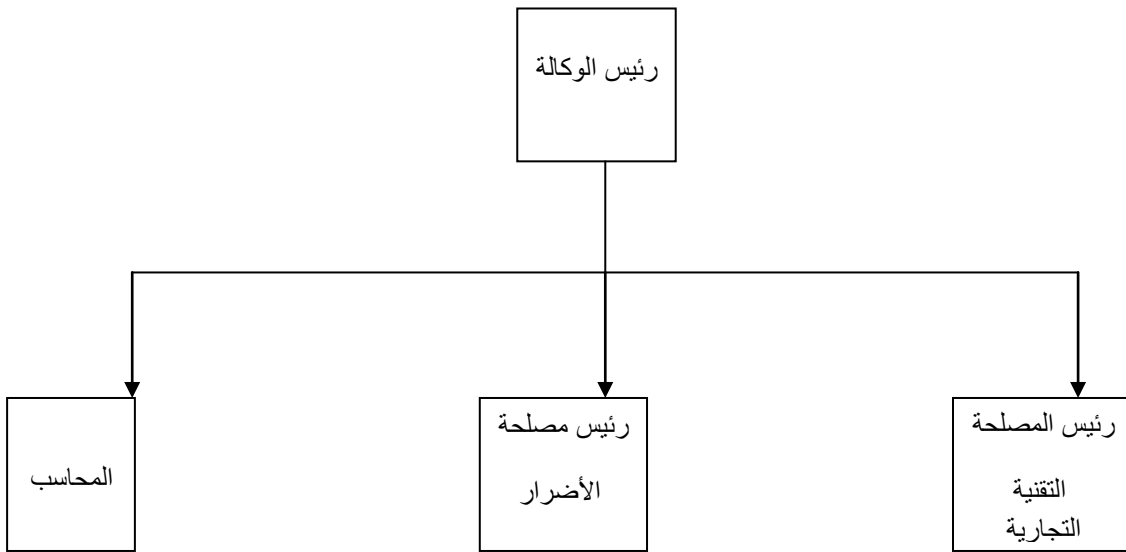 رئيس الوكالة
رئيس المصلحة
التقنية
التجارية
رئيس مصلحة
الأضرار
المحاسب